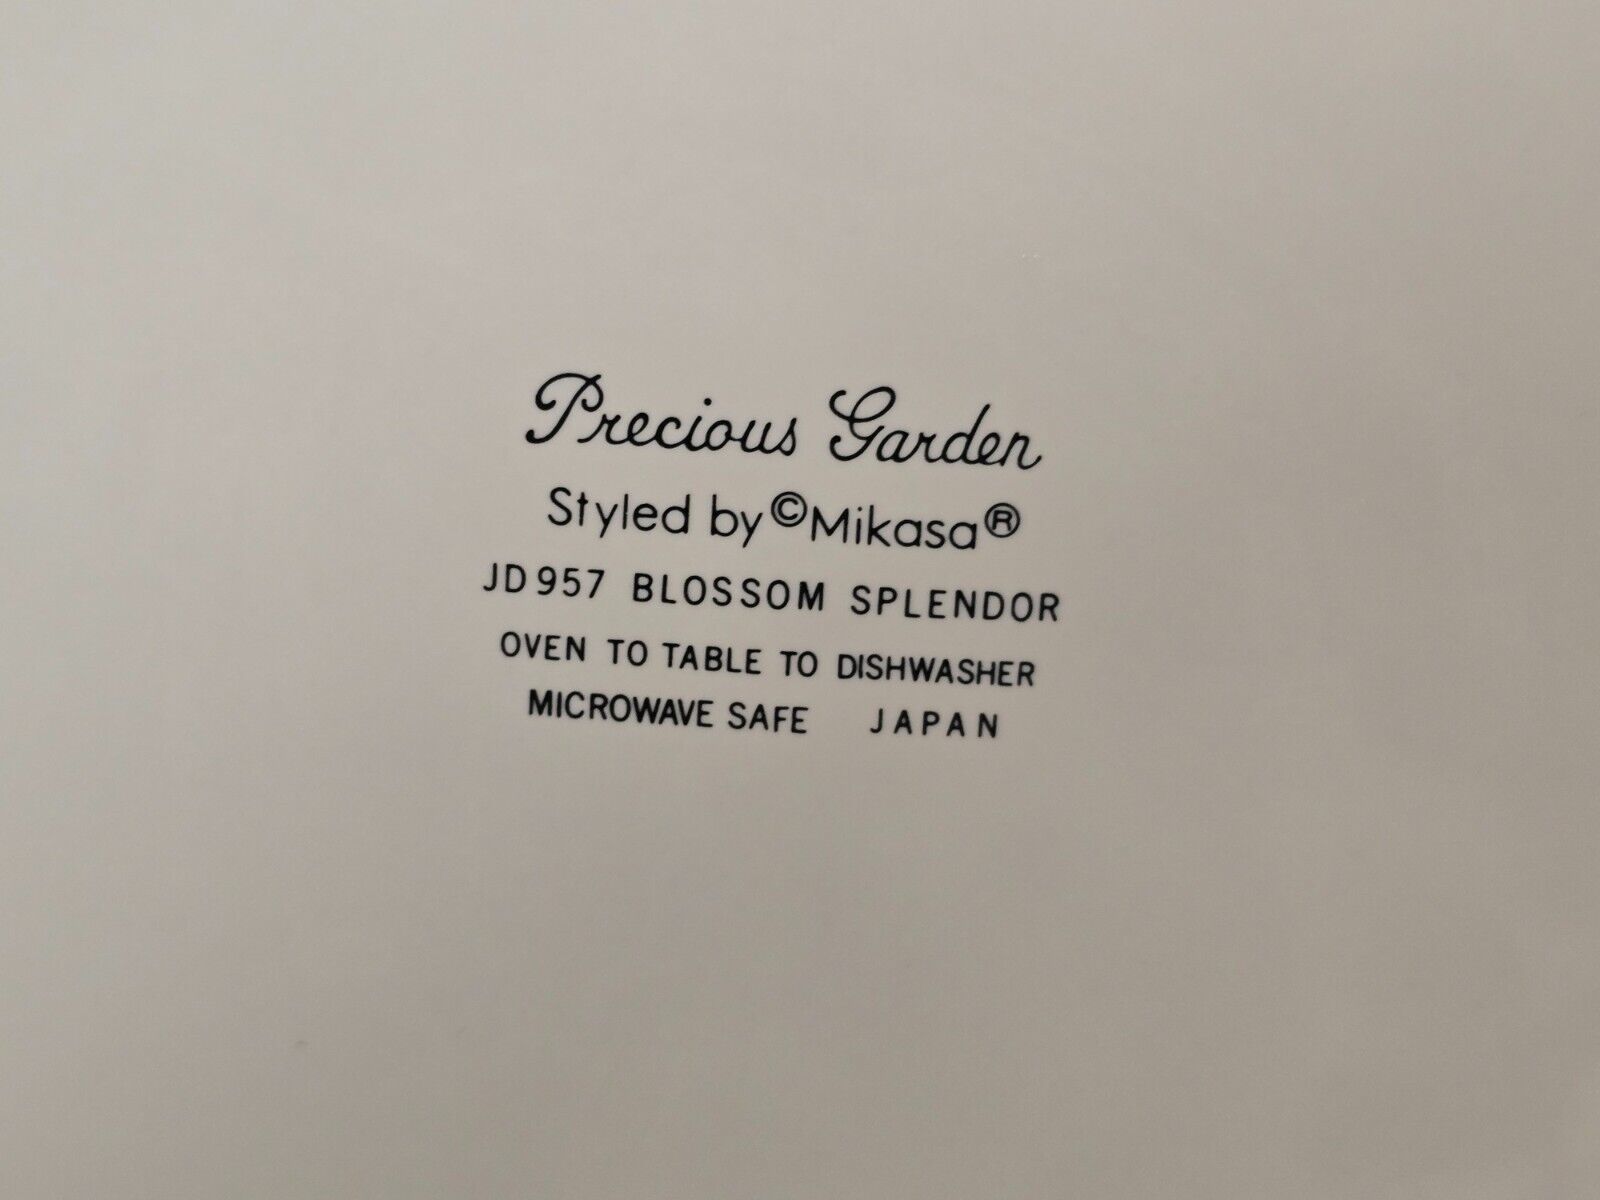 Precious Garden
Styled by ©Mikasa®
JD957 BLOSSOM SPLENDOR
OVEN TO TABLE TO DISHWASHER
MICROWAVE SAFE JAPAN